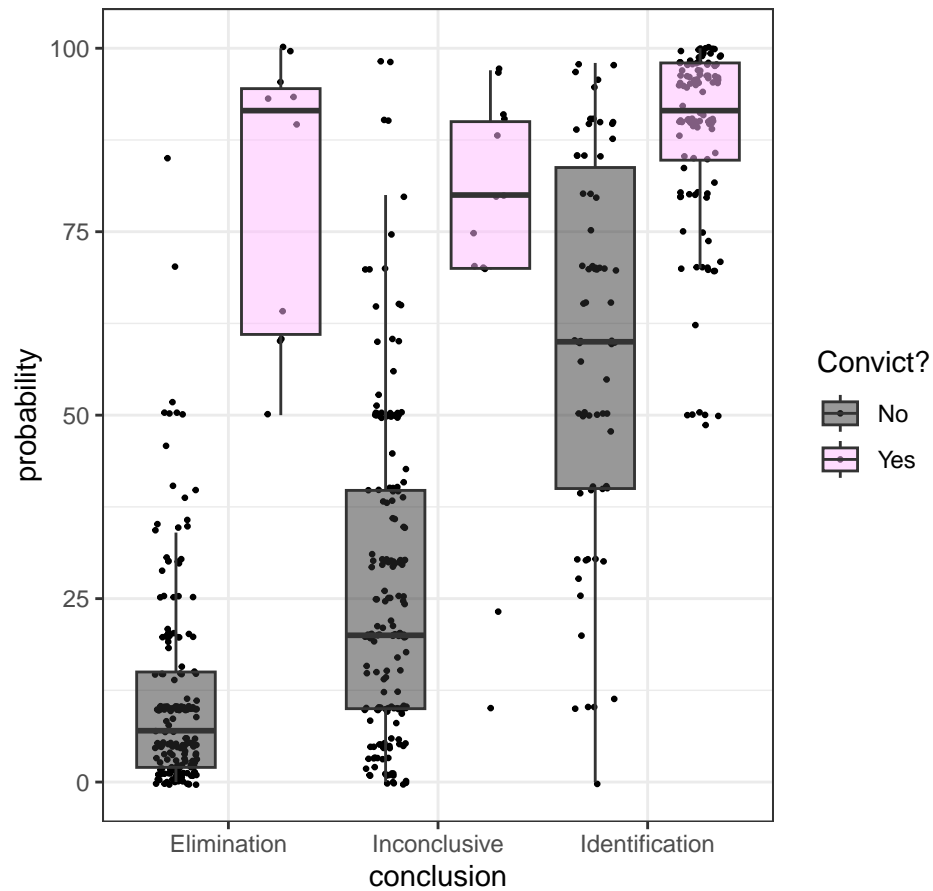 100
75
50
25
0
probability
Elimination
Inconclusive
Identification
conclusion
Convict?
No
Yes